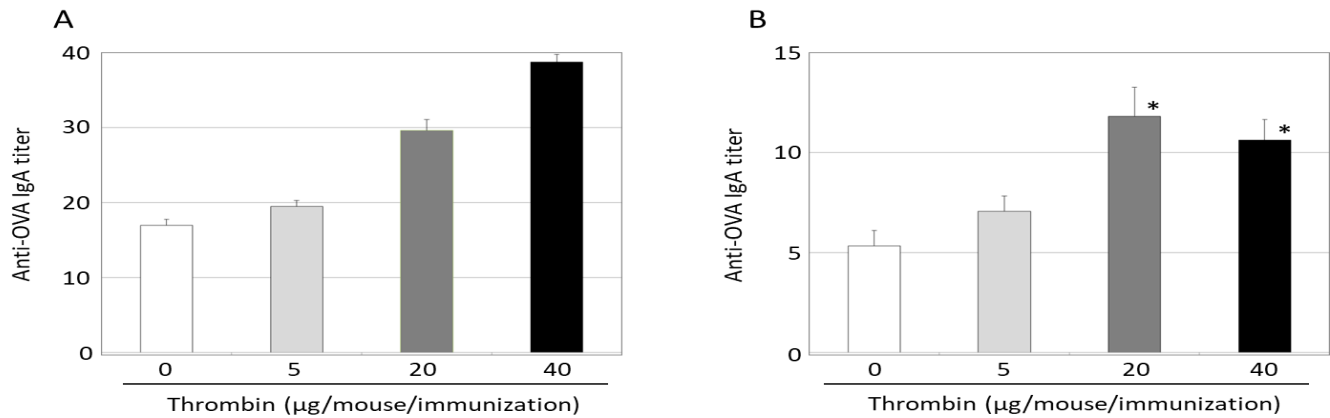 A
Anti-OVA IgA titer
40
30
20
10
0
0 5 20 40
Thrombin (µg/mouse/immunization)
B
Anti-OVA IgA titer
15
10
5
0
*
*
0 5 20 40
Thrombin (µg/mouse/immunization)